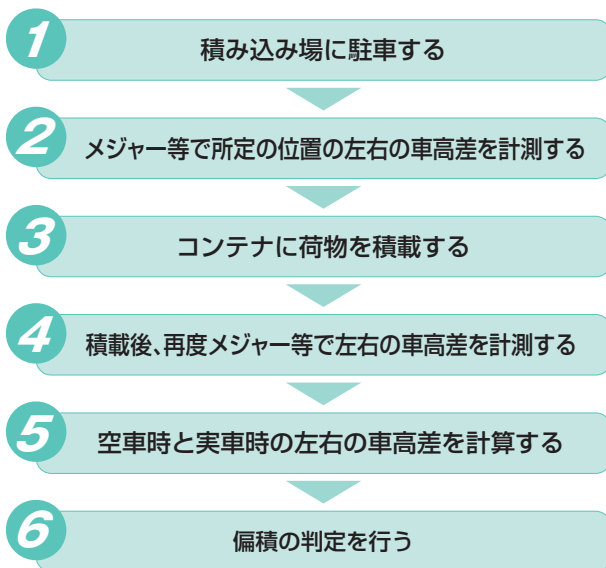 1
積み込み場に駐車する
2
メジャー等で所定の位置の左右の車高差を計測する
3
コンテナに荷物を積載する
4
積載後、再度メジャー等で左右の車高差を計測する
5
空車時と実車時の左右の車高差を計算する
6
偏積の判定を行う